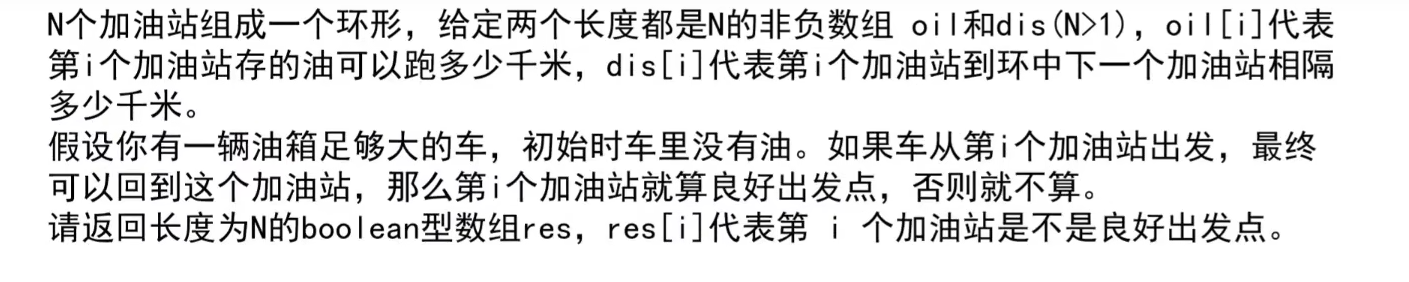 N个加油站组成一个环形，给定两个长度都是N的非负数组 oil和dis(N>1)，oil[i]代表
第i个加油站存的油可以跑多少千米，dis[i]代表第i个加油站到环中下一个加油站相隔
多少千米。
假设你有一辆油箱足够大的车，初始时车里没有油。如果车从第i个加油站出发，最终
可以回到这个加油站，那么第i个加油站就算良好出发点，否则就不算。
请返回长度为N的boolean型数组res，res[i]代表第 i 个加油站是不是良好出发点。